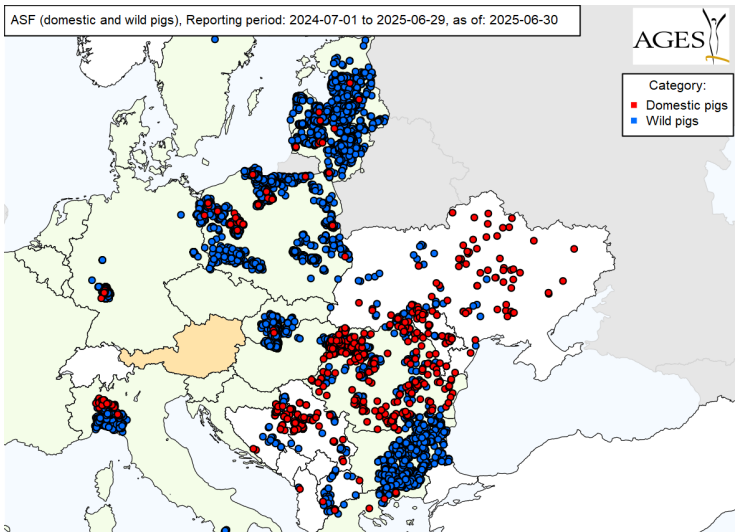 ASF (domestic and wild pigs), Reporting period: 2024-07-01 to 2025-06-29, as of: 2025-06-30
AGES
Category:
Domestic pigs
Wild pigs